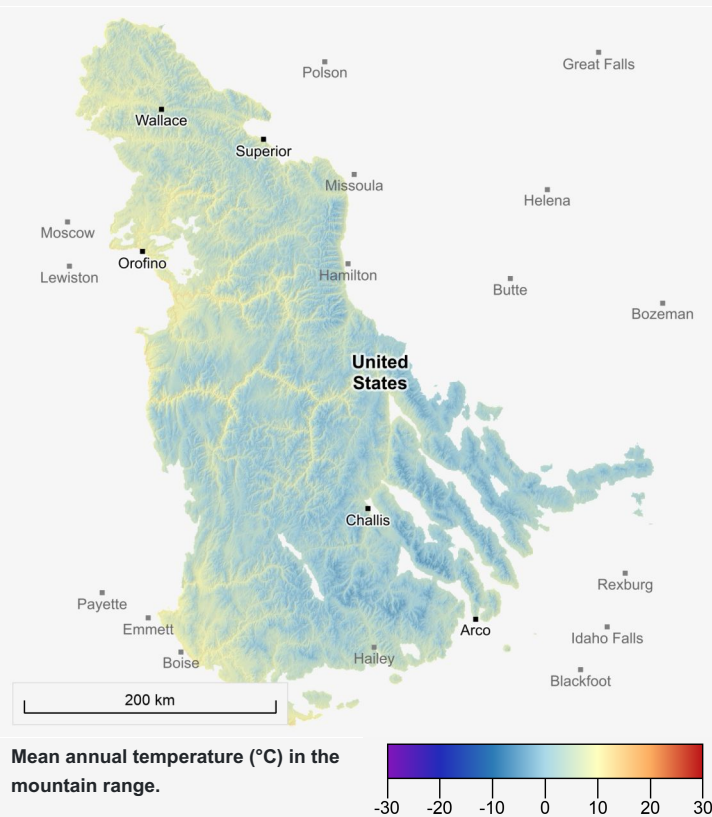 Polson
Great Falls
Wallace
Superior
Missoula
Helena
Moscow
Orofino
Lewiston
Hamilton
Butte
Bozeman
United
States
Challis
Rexburg
Payette
Emmett
Arco
Idaho Falls
Boise
Hailey
Blackfoot
200 km
Mean annual temperature (°C) in the
mountain range.
-30 -20 -10 0 10 20 30